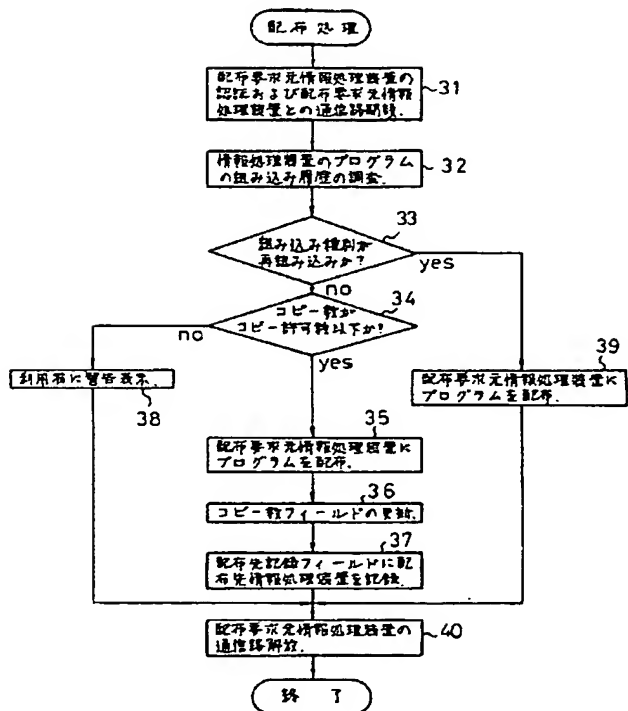 配布処理
配布要求元情報処理装置の
認証および配布要求元情報
処理装置との通信路開設.
31
情報処理装置のプログラム
の組み込み履歴の調査.
32
33
組み込み種別が
再組み込みか?
yes
no
34
コピー数が
コピー許可数以下か?
no
yes
利用者に警告表示.
38
39
配布要求元情報処理装置に
プログラムを配布.
35
配布要求元情報処理装置に
プログラムを配布.
36
コピー数フィールドの更新.
37
配布先記録フィールドに配
布先情報処理装置を記録.
配布要求元情報処理装置の
通信路解放.
40
終了